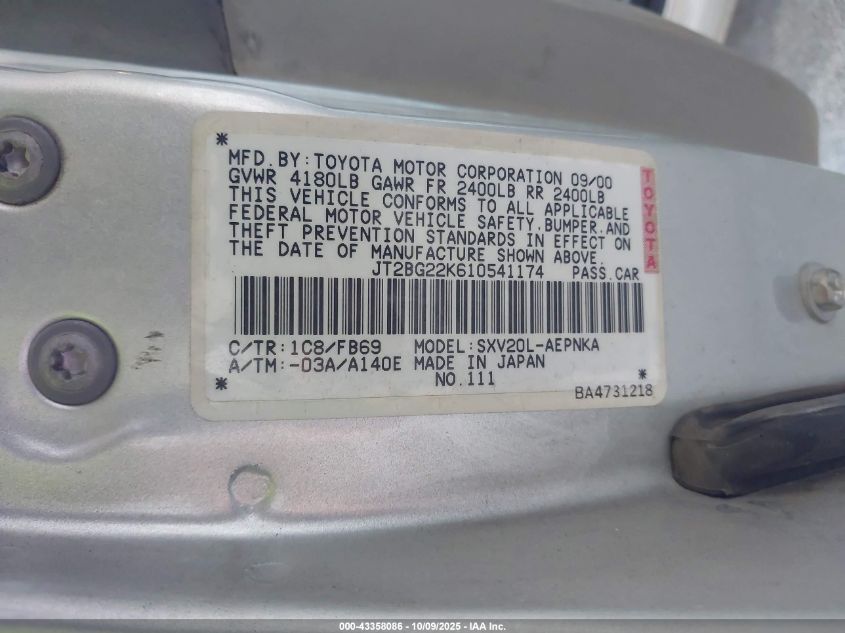 MFD. BY: TOYOTA MOTOR CORPORATION 09/00
GVWR 4180LB GAWR FR 2400LB RR 2400LB
THIS VEHICLE CONFORMS TO ALL APPLICABLE
FEDERAL MOTOR VEHICLE SAFETY, BUMPER, AND
THEFT PREVENTION STANDARDS IN EFFECT ON
THE DATE OF MANUFACTURE SHOWN ABOVE.
TOYOTA
JT2BG22K610541174 PASS. CAR
C/TR: 1C8/FB69 MODEL: SXV20L-AEPNKA
A/TM: -03A/A140E MADE IN JAPAN
NO. 111
BA4731218
000-43358086 - 10/09/2025 - IAA Inc.